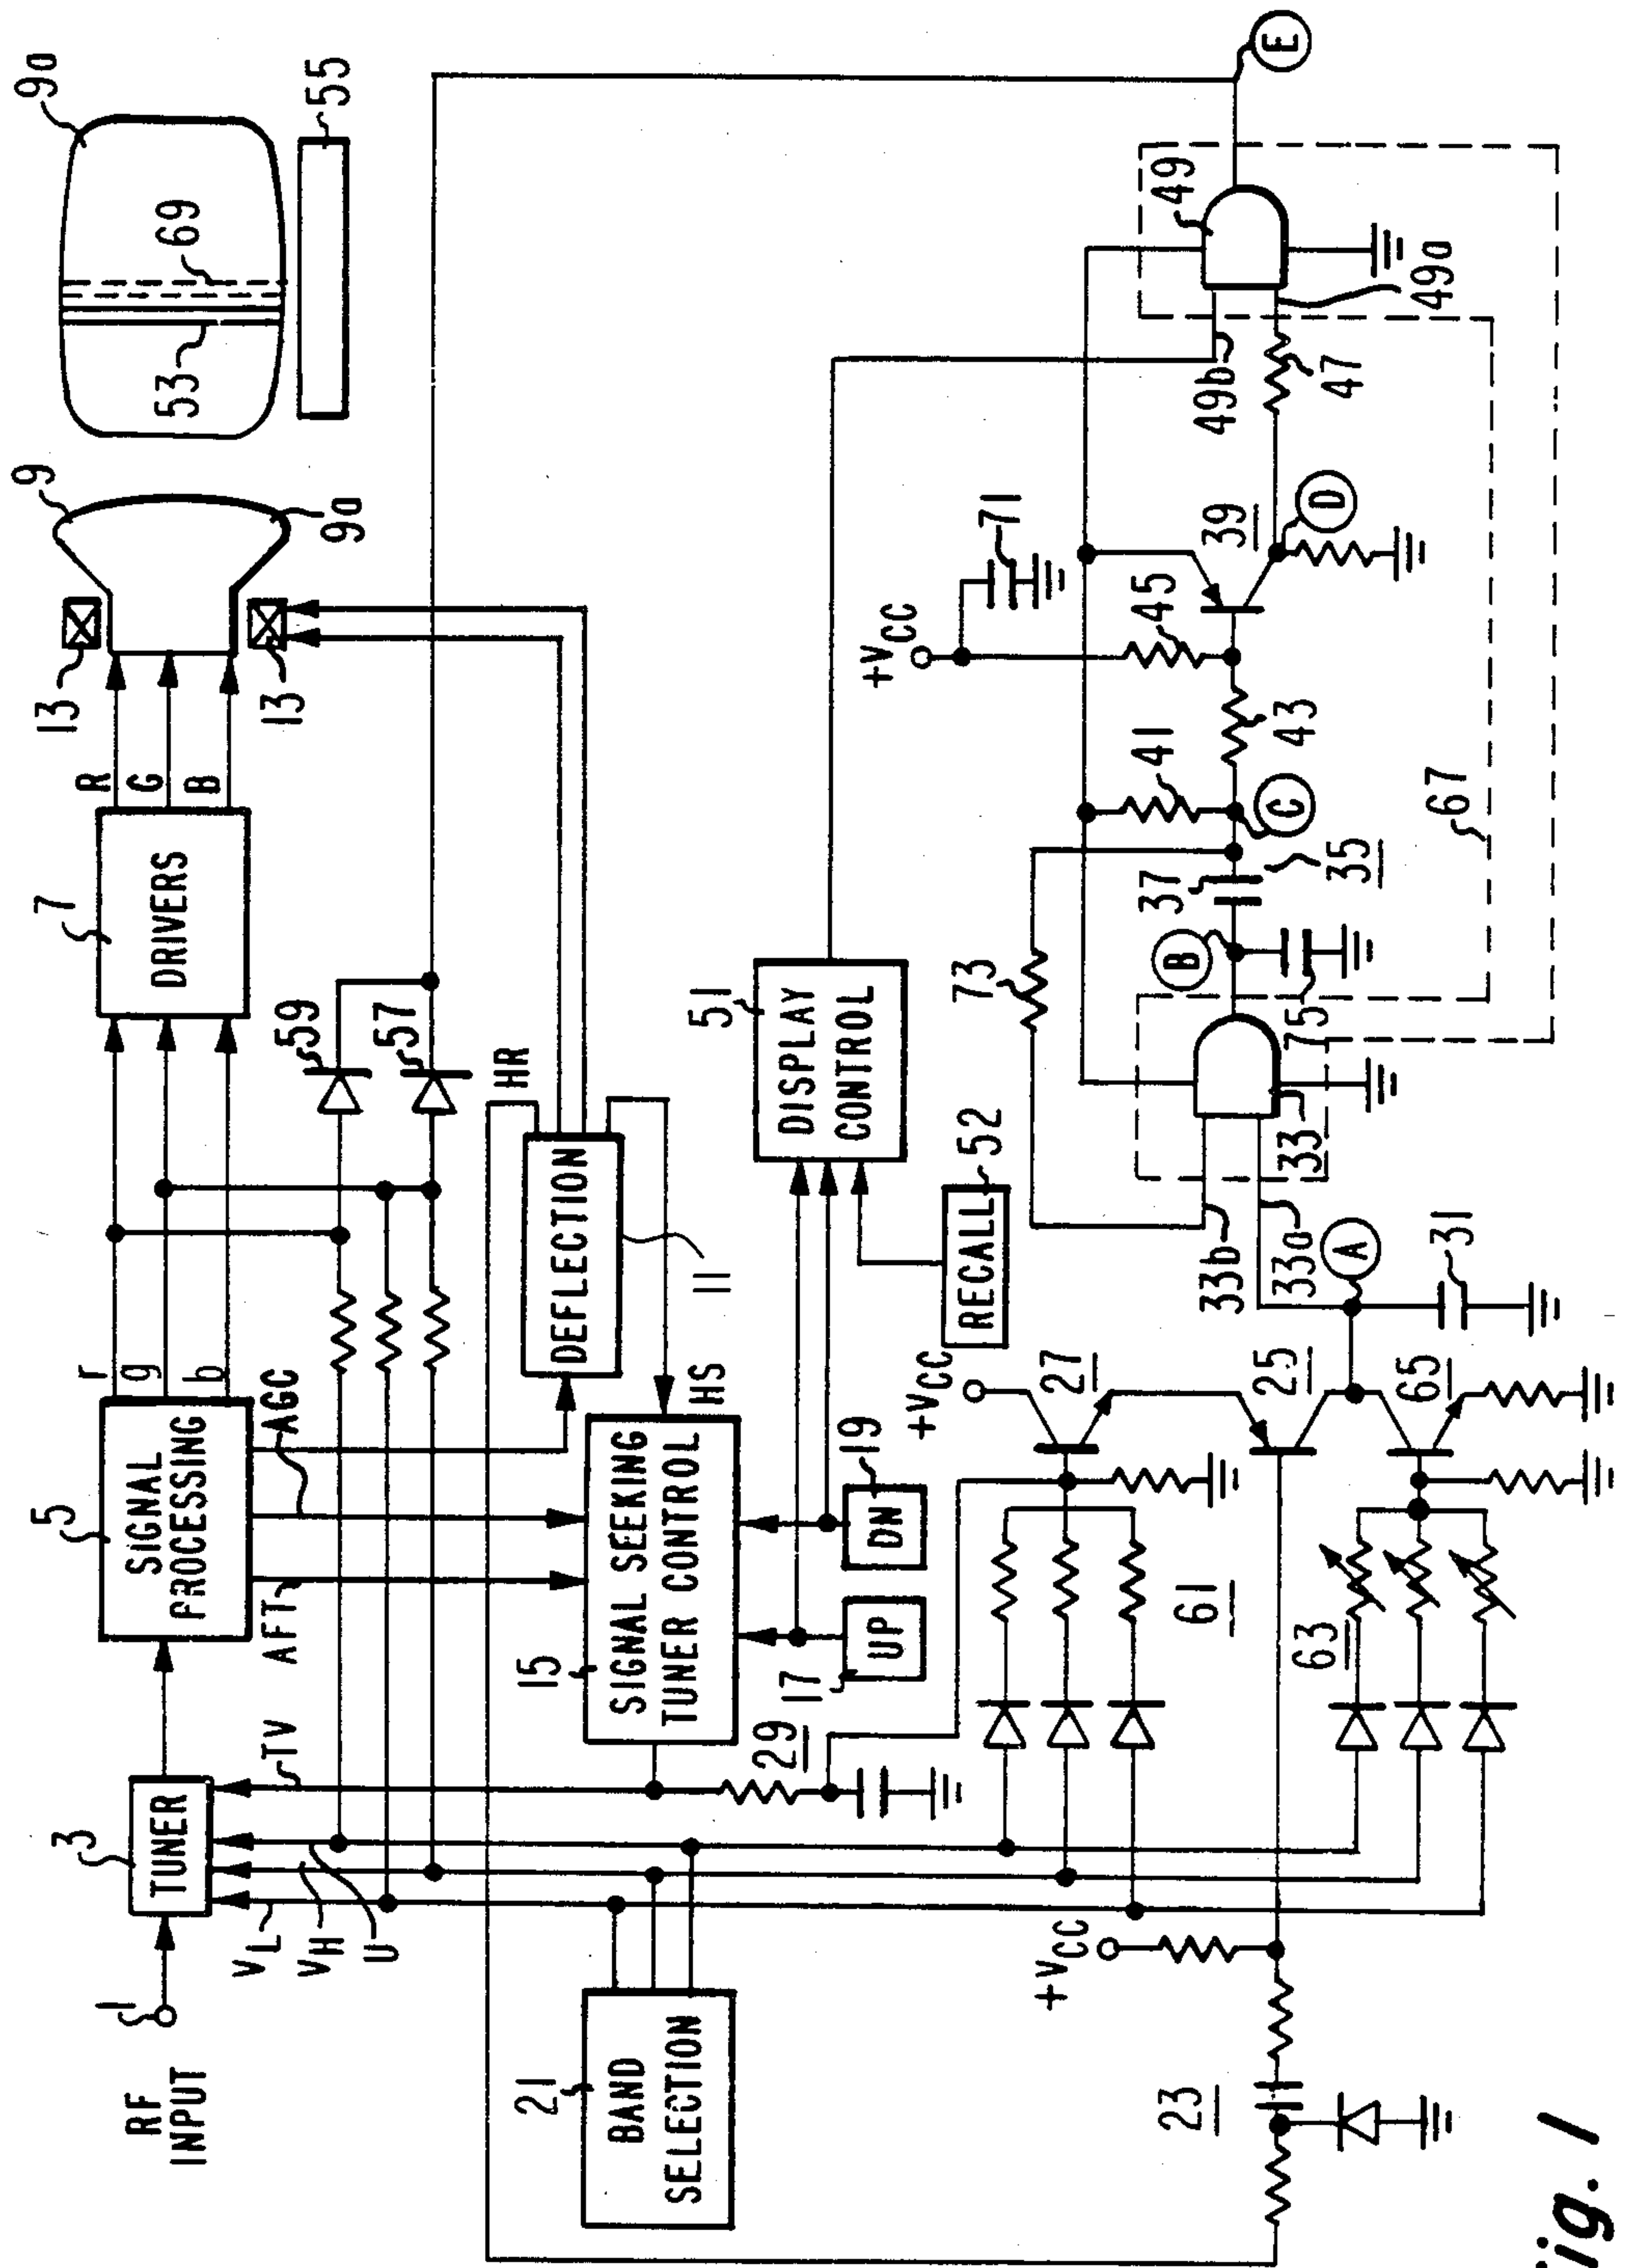 RF
INPUT
1
3
TUNER
VL
VH
U
TV
5
SIGNAL
PROCESSING
AFT
AGC
r
g
b
7
DRIVERS
R
G
B
13
13
9
9a
9a
53
69
55
21
BAND
SELECTION
15
SIGNAL SEEKING
TUNER CONTROL
HS
HR
DEFLECTION
11
59
57
17
UP
DN
19
29
51
DISPLAY
CONTROL
RECALL
52
+VCC
23
61
63
+VCC
27
25
65
A
31
33a
33b
33
73
B
75
37
35
C
41
43
+VCC
71
45
39
D
47
49b
49a
49
67
E
ig. 1